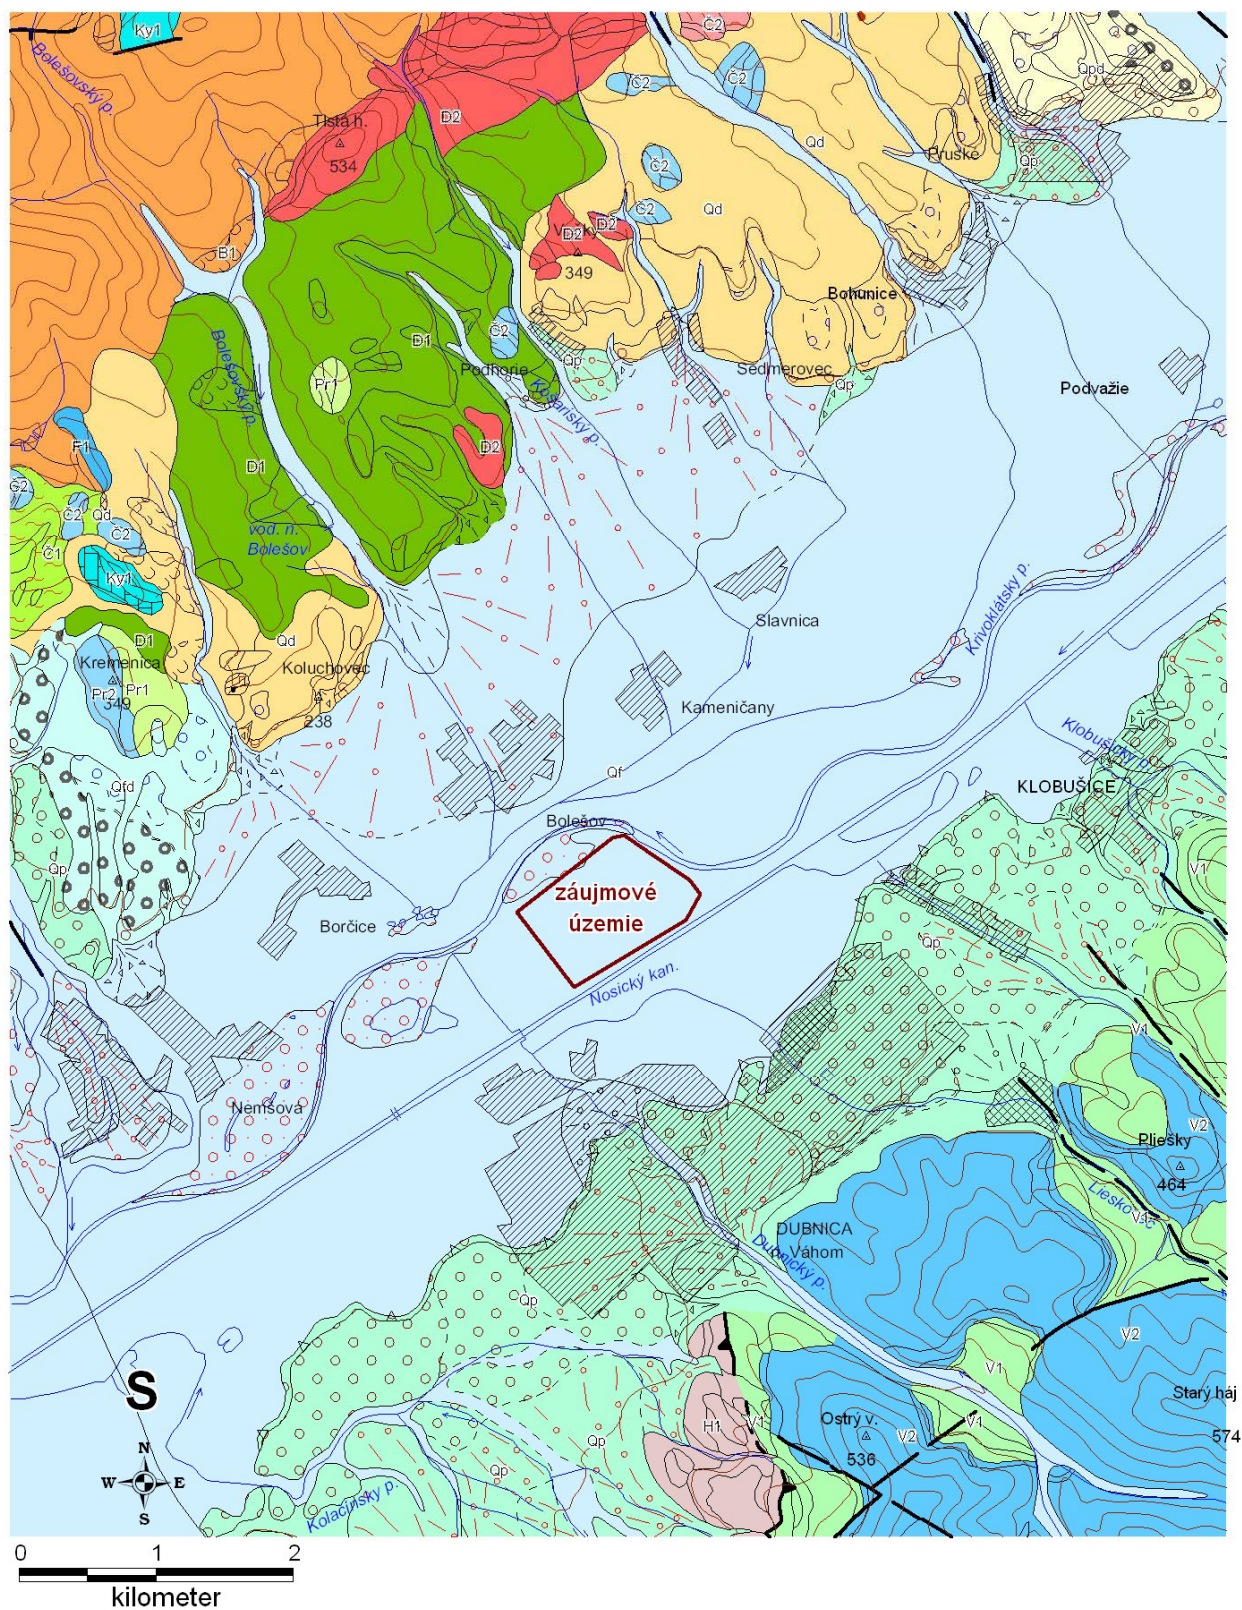 Ky1
Bolešovský p.
Č2
Č2
Č2
Qpd
Tlstá h.
534
D2
Qd
Pruské
Qp
Č2
Č2
Qd
D2
D2
349
B1
Bohunice
Bolešovský p.
D1
Č2
Podhorie
Qp
Sedmerovec
Qp
Podvažie
Pr1
Košariský p.
F1
D1
D2
Č2
Č2
Qd
Č2
vod. n.
Bolešov
Č1
Ky1
Krivoklátsky p.
Slavnica
D1
Qd
Kremenica
Koluchovec
Pr2
Pr1
349
238
Kameničany
Klobušický p.
Qfd
Qf
KLOBUŠICE
Bolešov
Qp
V1
záujmové
územie
Borčice
Qp
Nosický kan.
V1
Nemšová
V2
Pliešky
464
Lieskovec
V1
DUBNICA
n. Váhom
Dubnický p.
Qp
V2
V1
Starý háj
S
H1
V1
Ostrý v.
V2
V1
574
536
Qp
Qp
N
W
E
S
Kolačínsky p.
0 1 2
kilometer